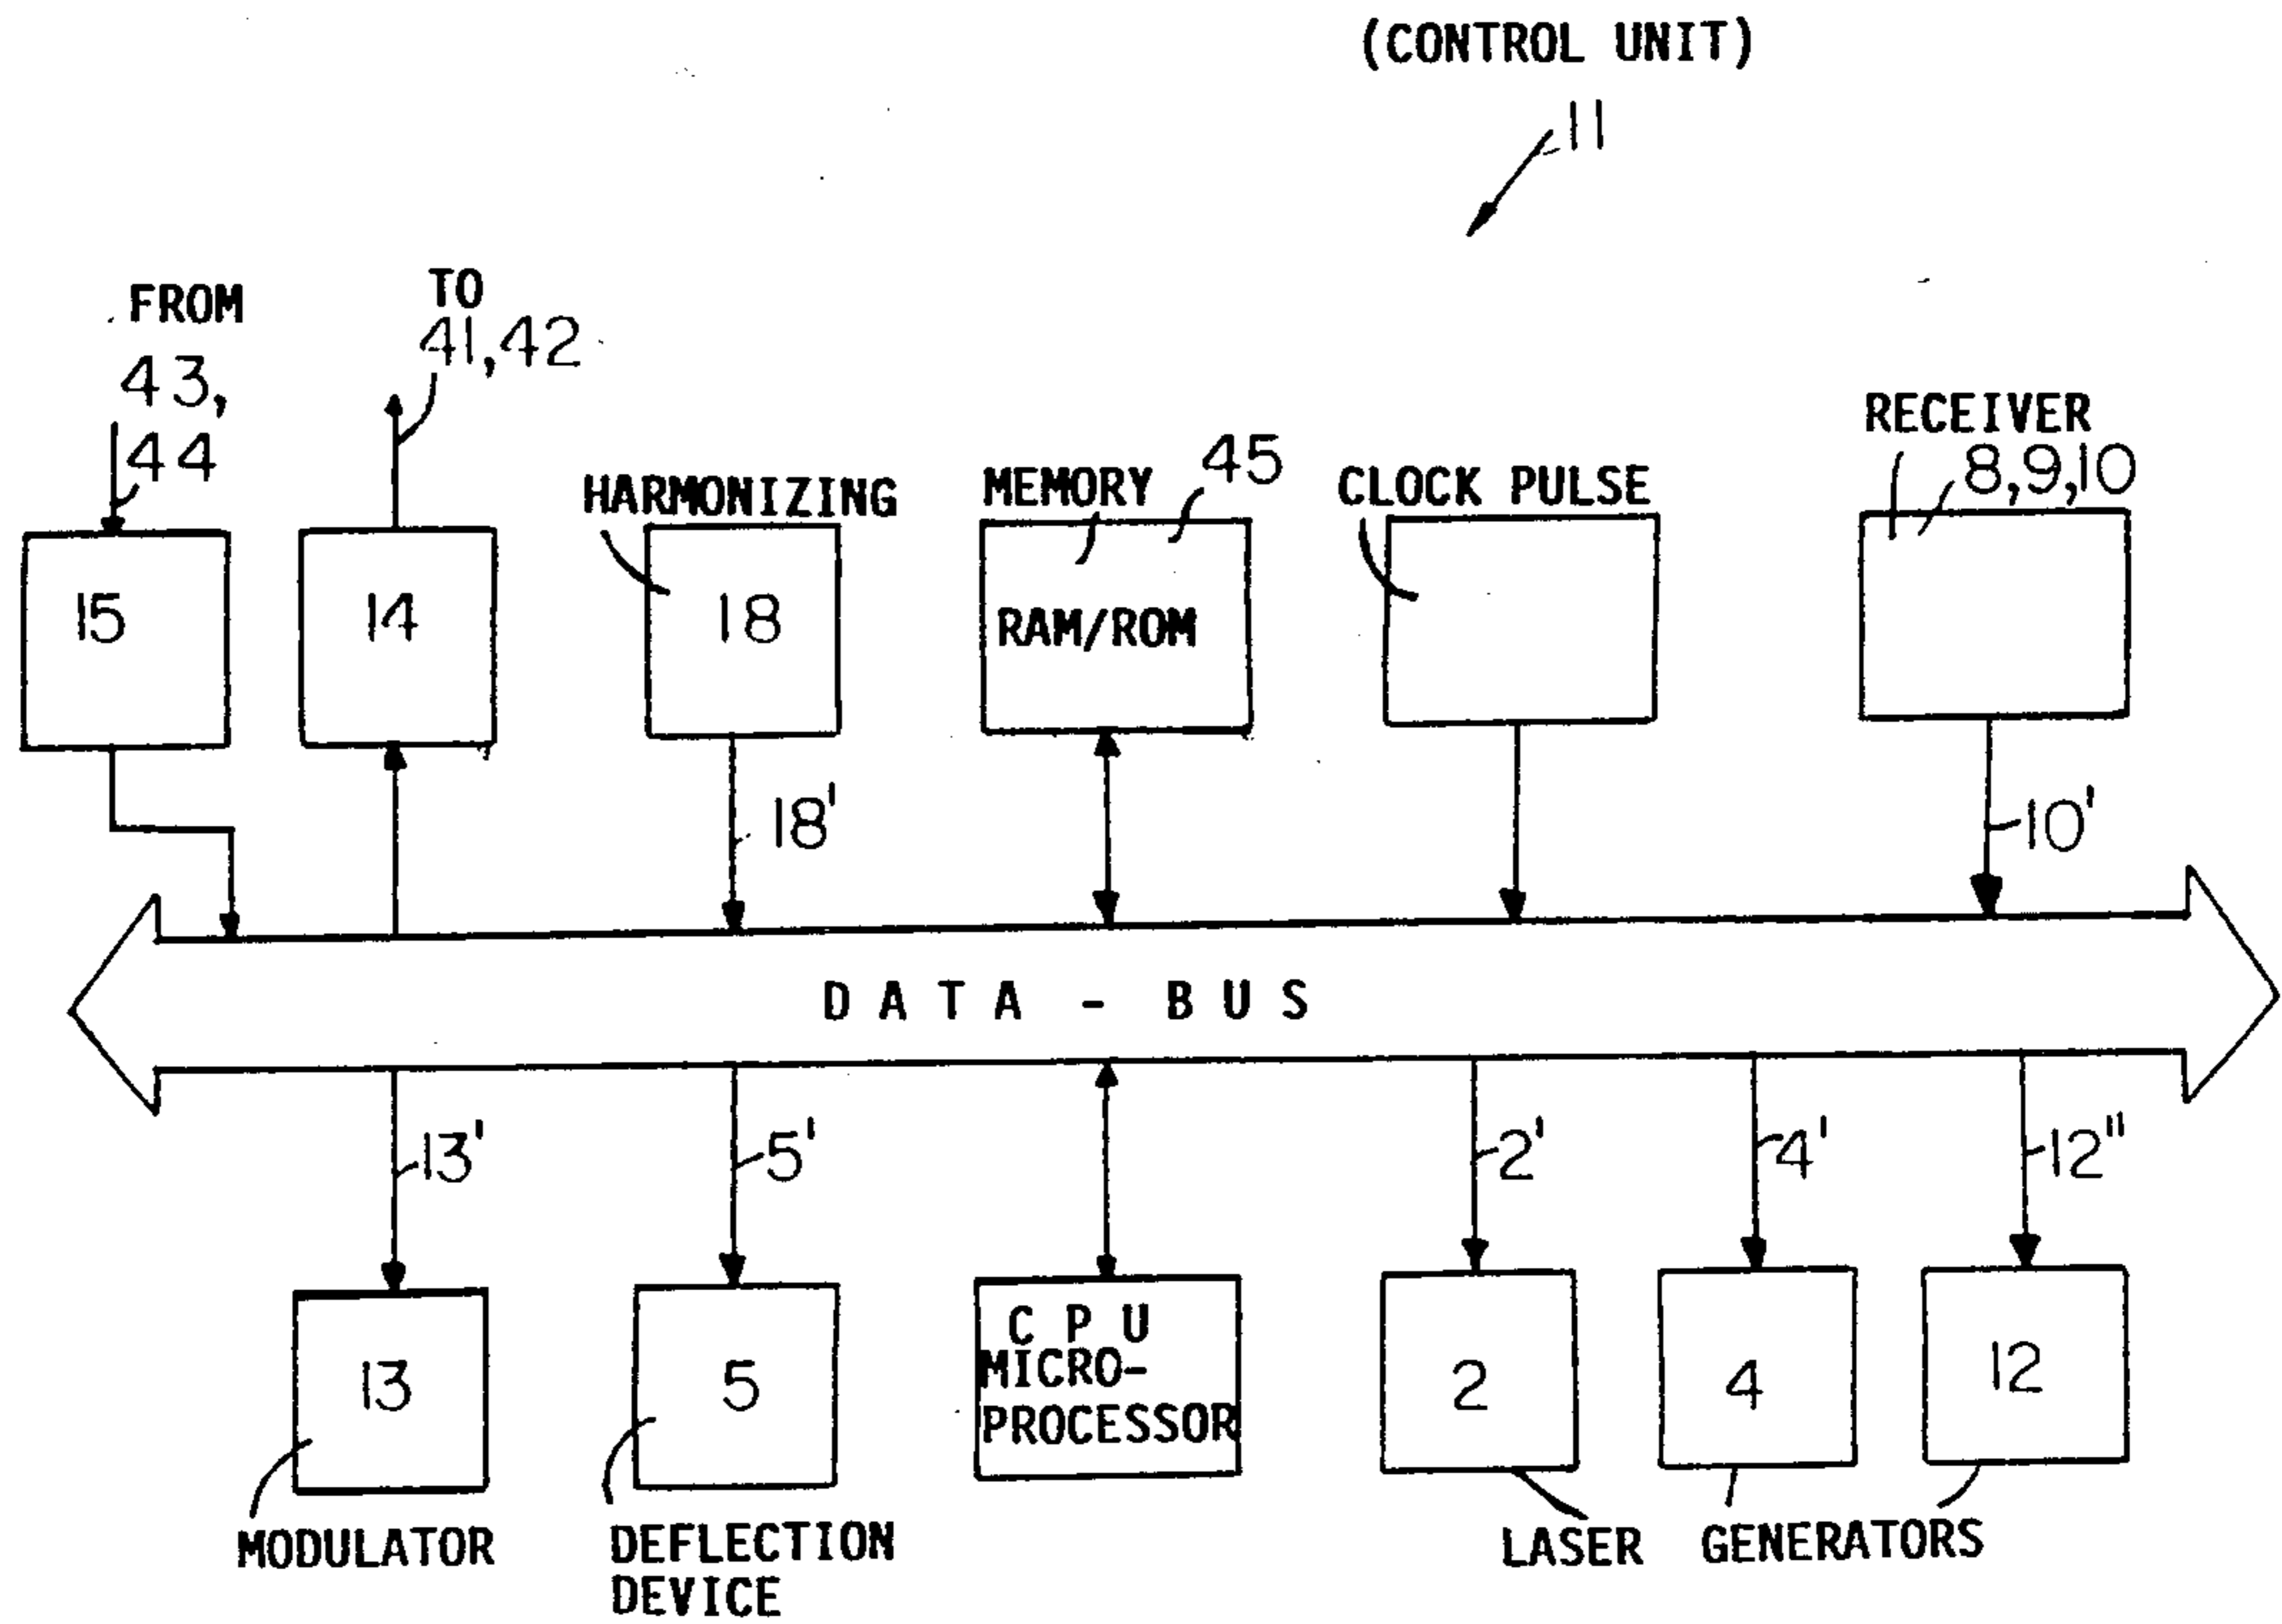 (CONTROL UNIT)
11
FROM
43,
44
TO
41,42
HARMONIZING
MEMORY
45
CLOCK PULSE
RECEIVER
8,9,10
15
14
18
RAM/ROM
18'
10'
DATA - BUS
13'
5'
2'
4'
12"
13
5
CPU
MICRO-
PROCESSOR
2
4
12
MODULATOR
DEFLECTION
DEVICE
LASER GENERATORS